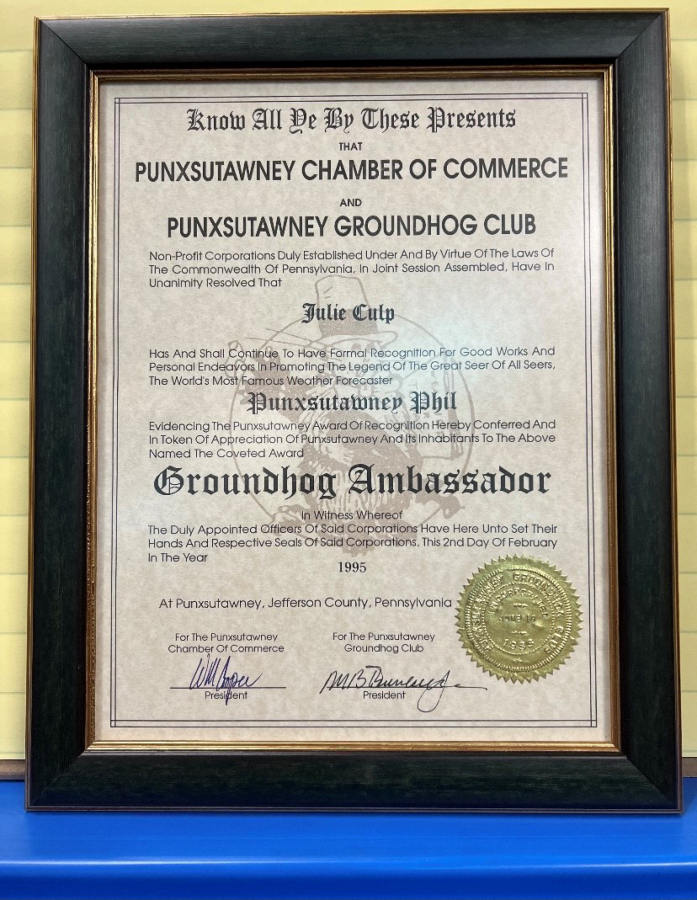 Know All Ye By These Presents
THAT
PUNXSUTAWNEY CHAMBER OF COMMERCE
AND
PUNXSUTAWNEY GROUNDHOG CLUB
Non-Profit Corporations Duly Established Under And By Virtue Of The Laws Of
The Commonwealth Of Pennsylvania, In Joint Session Assembled, Have In
Unanimity Resolved That
Julie Culp
Has And Shall Continue To Have Formal Recognition For Good Works And
Personal Endeavors In Promoting The Legend Of The Great Seer Of All Seers,
The World's Most Famous Weather Forecaster
Punxsutawney Phil
Evidencing The Punxsutawney Award Of Recognition Hereby Conferred And
In Token Of Appreciation Of Punxsutawney And Its Inhabitants To The Above
Named The Coveted Award
Groundhog Ambassador
In Witness Whereof
The Duly Appointed Officers Of Said Corporations Have Here Unto Set Their
Hands And Respective Seals Of Said Corporations, This 2nd Day Of February
In The Year
1995
At Punxsutawney, Jefferson County, Pennsylvania
For The Punxsutawney
Chamber Of Commerce
President
For The Punxsutawney
Groundhog Club
President